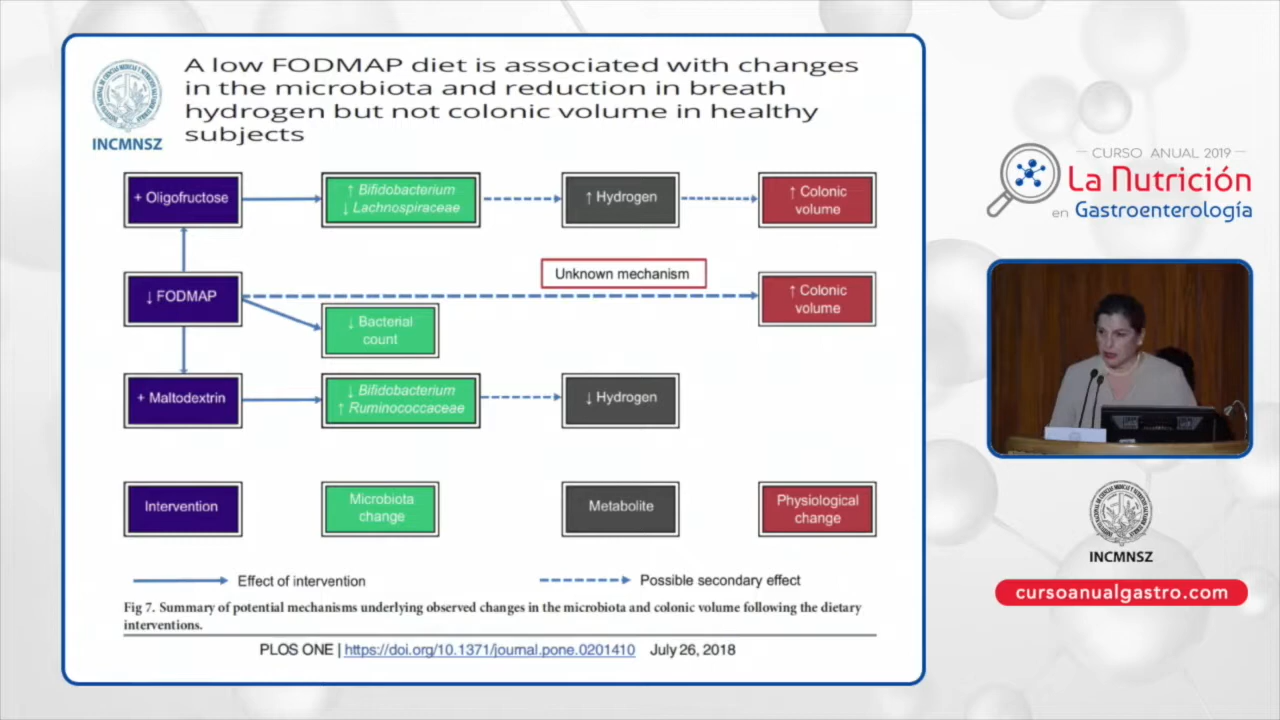 A low FODMAP diet is associated with changes
in the microbiota and reduction in breath
hydrogen but not colonic volume in healthy
subjects
INCMNSZ
+ Oligofructose
↑ Bifidobacterium
↓ Lachnospiraceae
↑ Hydrogen
↑ Colonic
volume
Unknown mechanism
↓ FODMAP
↑ Colonic
volume
↓ Bacterial
count
+ Maltodextrin
↓ Bifidobacterium
↑ Ruminococcaceae
↓ Hydrogen
Intervention
Microbiota
change
Metabolite
Physiological
change
Effect of intervention
Possible secondary effect
Fig 7. Summary of potential mechanisms underlying observed changes in the microbiota and colonic volume following the dietary
interventions.
PLOS ONE | https://doi.org/10.1371/journal.pone.0201410 July 26, 2018
CURSO ANUAL 2019
La Nutrición
en Gastroenterología
INCMNSZ
cursoanualgastro.com